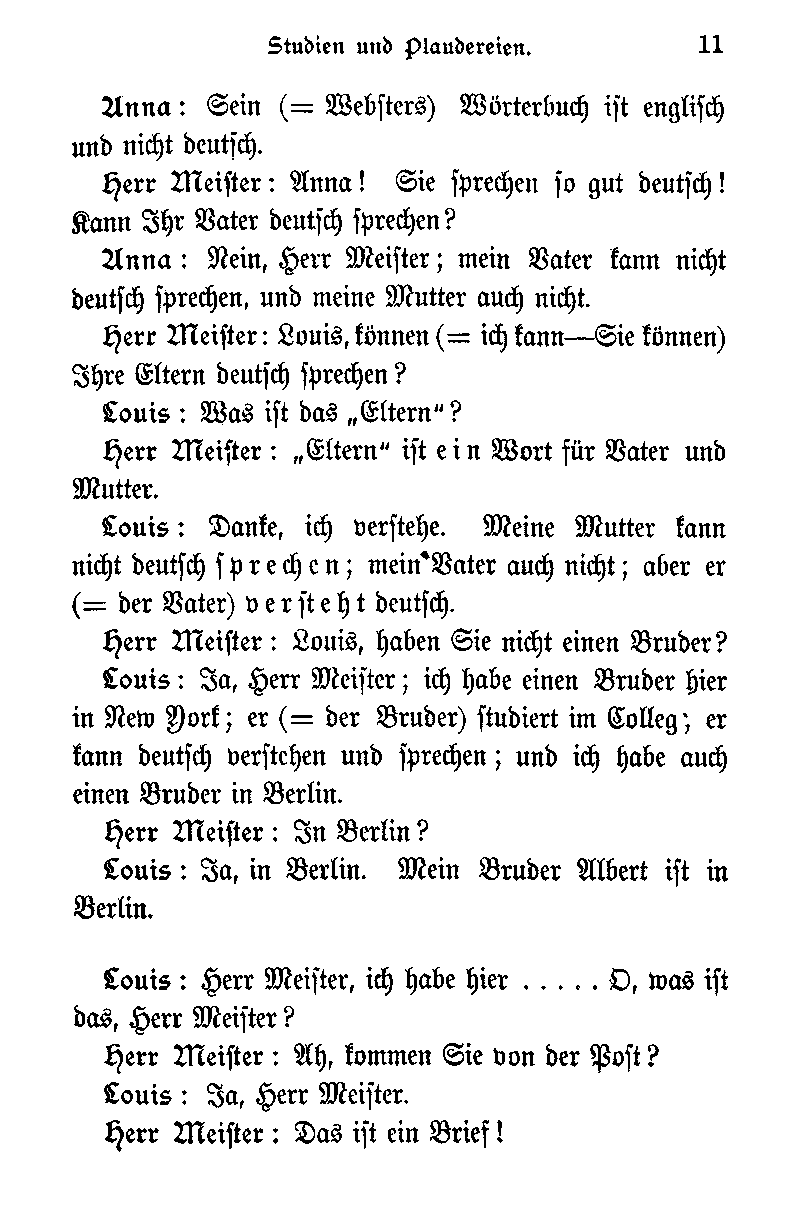 Studien und Plaudereien. 11
Anna: Sein (= Websters) Wörterbuch ist englisch
und nicht deutsch.
Herr Meister: Anna! Sie sprechen so gut deutsch!
Kann Ihr Vater deutsch sprechen?
Anna: Nein, Herr Meister; mein Vater kann nicht
deutsch sprechen, und meine Mutter auch nicht.
Herr Meister: Louis, können (= ich kann—Sie können)
Ihre Eltern deutsch sprechen?
Louis: Was ist das „Eltern“?
Herr Meister: „Eltern“ ist ein Wort für Vater und
Mutter.
Louis: Danke, ich verstehe. Meine Mutter kann
nicht deutsch sprechen; mein Vater auch nicht; aber er
(= der Vater) versteht deutsch.
Herr Meister: Louis, haben Sie nicht einen Bruder?
Louis: Ja, Herr Meister; ich habe einen Bruder hier
in New York; er (= der Bruder) studiert im Colleg; er
kann deutsch verstehen und sprechen; und ich habe auch
einen Bruder in Berlin.
Herr Meister: In Berlin?
Louis: Ja, in Berlin. Mein Bruder Albert ist in
Berlin.
Louis: Herr Meister, ich habe hier ..... O, was ist
das, Herr Meister?
Herr Meister: Ah, kommen Sie von der Post?
Louis: Ja, Herr Meister.
Herr Meister: Das ist ein Brief!